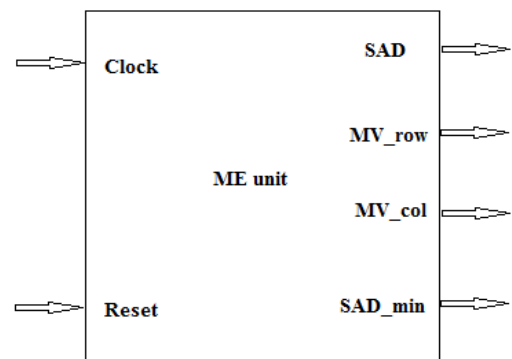 SAD
Clock
MV_row
ME unit
MV_col
Reset
SAD_min